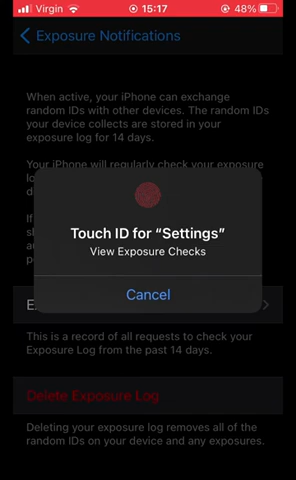 Virgin 15:17 48%
Exposure Notifications
When active, your iPhone can exchange
random IDs with other devices. The random IDs
your device collects are stored in your
exposure log for 14 days.
Your iPhone will regularly check your exposure
Touch ID for “Settings”
View Exposure Checks
Cancel
This is a record of all requests to check your
Exposure Log from the past 14 days.
Delete Exposure Log
Deleting your exposure log removes all of the
random IDs on your device and any exposures.